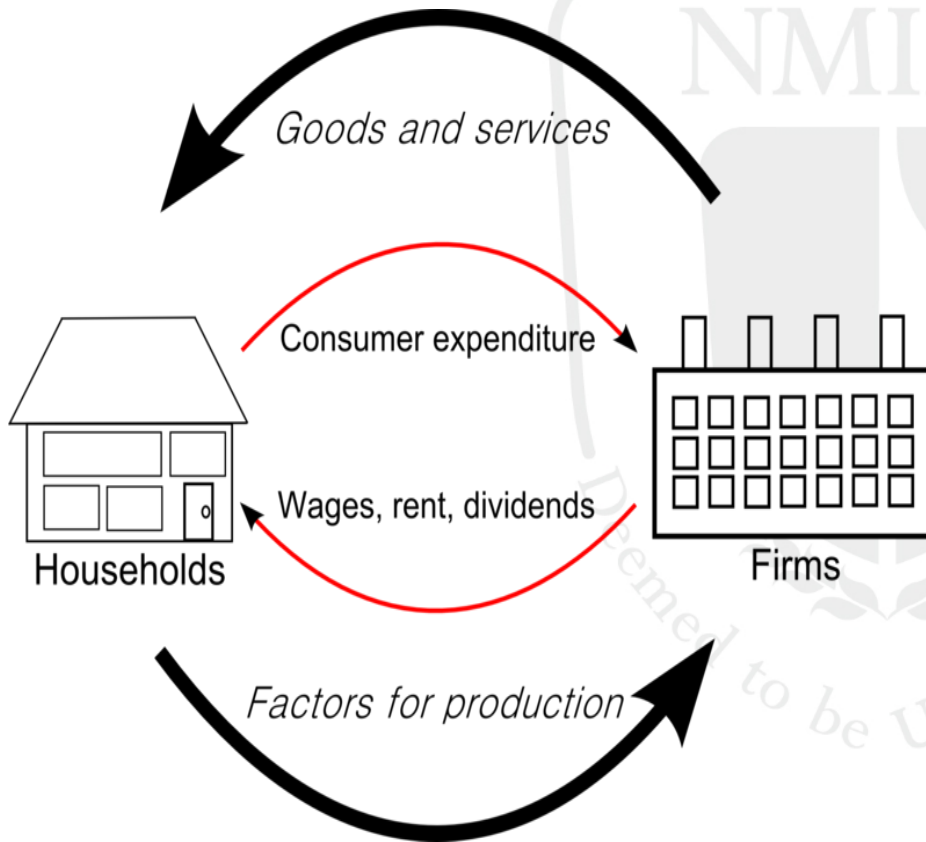 NMI
Goods and services
Consumer expenditure
Wages, rent, dividends
Households
Firms
Factors for production
Deemed to be U